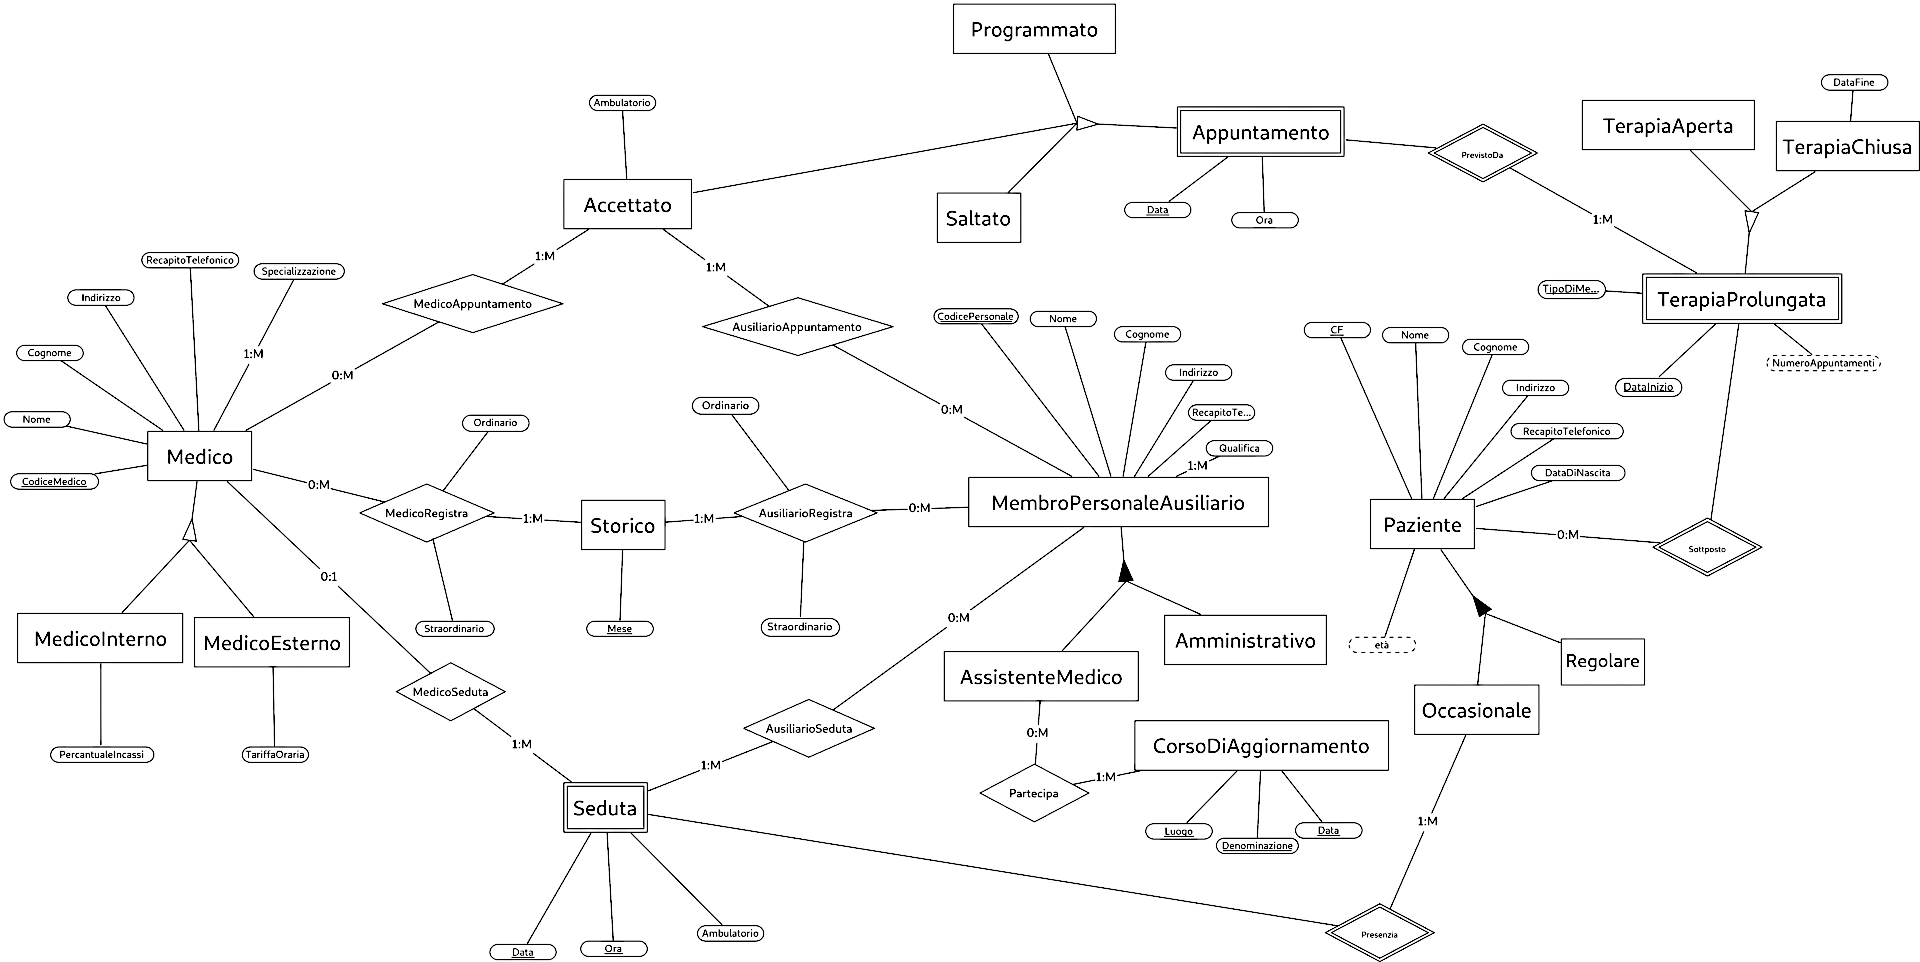 Programmato
DataFine
Ambulatorio
TerapiaAperta
Appuntamento
TerapiaChiusa
PrevistoDa
Accettato
Data
Saltato
Ora
1:M
1:M
RecapitoTelefonico
1:M
Specializzazione
TipoDiMe...
Indirizzo
TerapiaProlungata
MedicoAppuntamento
CodicePersonale
Nome
AusiliarioAppuntamento
CF
Nome
Cognome
Cognome
Cognome
1:M
NumeroAppuntamenti
Indirizzo
0:M
DataInizio
Indirizzo
Ordinario
0:M
RecapitoTe...
Nome
Ordinario
RecapitoTelefonico
Qualifica
Medico
1:M
DataDiNascita
CodiceMedico
0:M
MembroPersonaleAusiliario
MedicoRegistra
1:M
Storico
1:M
AusiliarioRegistra
0:M
Paziente
0:M
Sottposto
0:1
0:M
Straordinario
Mese
Straordinario
MedicoInterno
MedicoEsterno
Amministrativo
età
Regolare
AssistenteMedico
MedicoSeduta
Occasionale
AusiliarioSeduta
0:M
PercentualeIncassi
TariffaOraria
1:M
CorsoDiAggiornamento
1:M
1:M
Partecipa
Seduta
1:M
Luogo
Data
Denominazione
Ambulatorio
Presenzia
Data
Ora